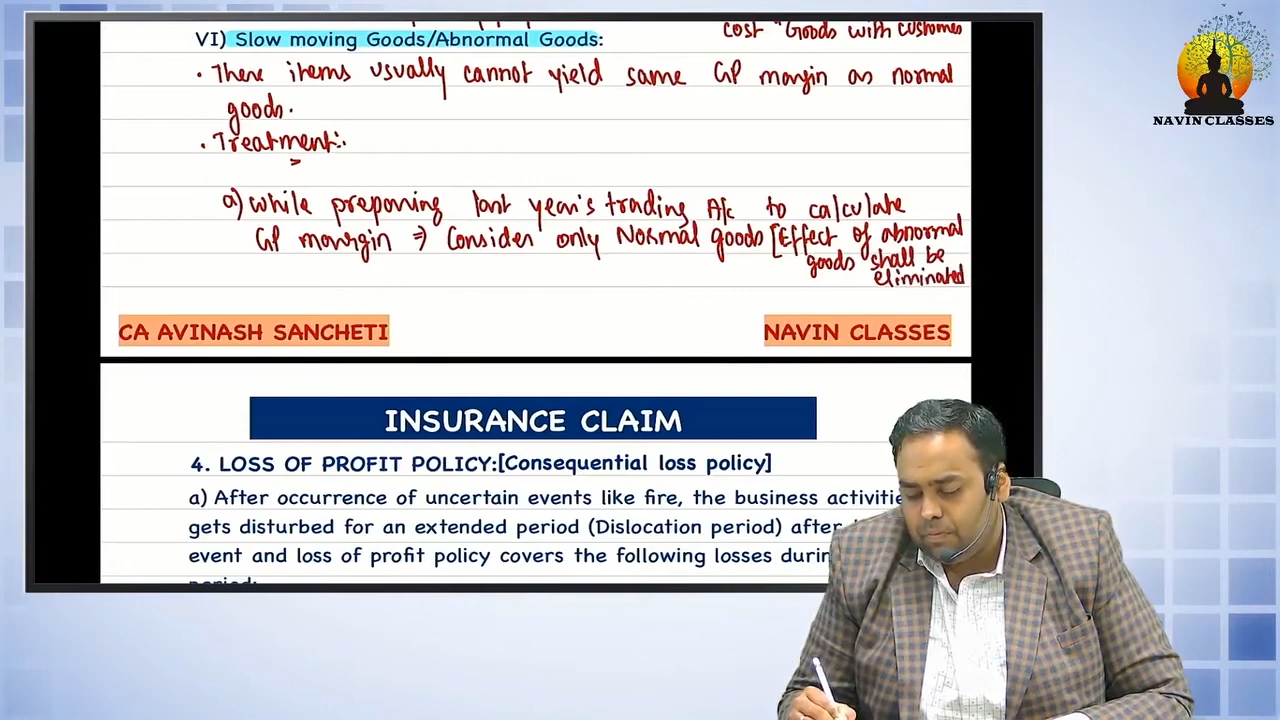 cost "Goods with customers
VI) Slow moving Goods/Abnormal Goods:
• These items usually cannot yield same GP margin as normal
goods.
• Treatment:
a) While preparing last year's trading A/c to calculate
GP margin ⇒ Consider only Normal goods [Effect of abnormal
goods shall be
eliminated
CA AVINASH SANCHETI NAVIN CLASSES
INSURANCE CLAIM
4. LOSS OF PROFIT POLICY:[Consequential loss policy]
a) After occurrence of uncertain events like fire, the business
gets disturbed for an extended period (Dislocation period) after
event and loss of profit policy covers the following losses
period:
NAVIN CLASSES